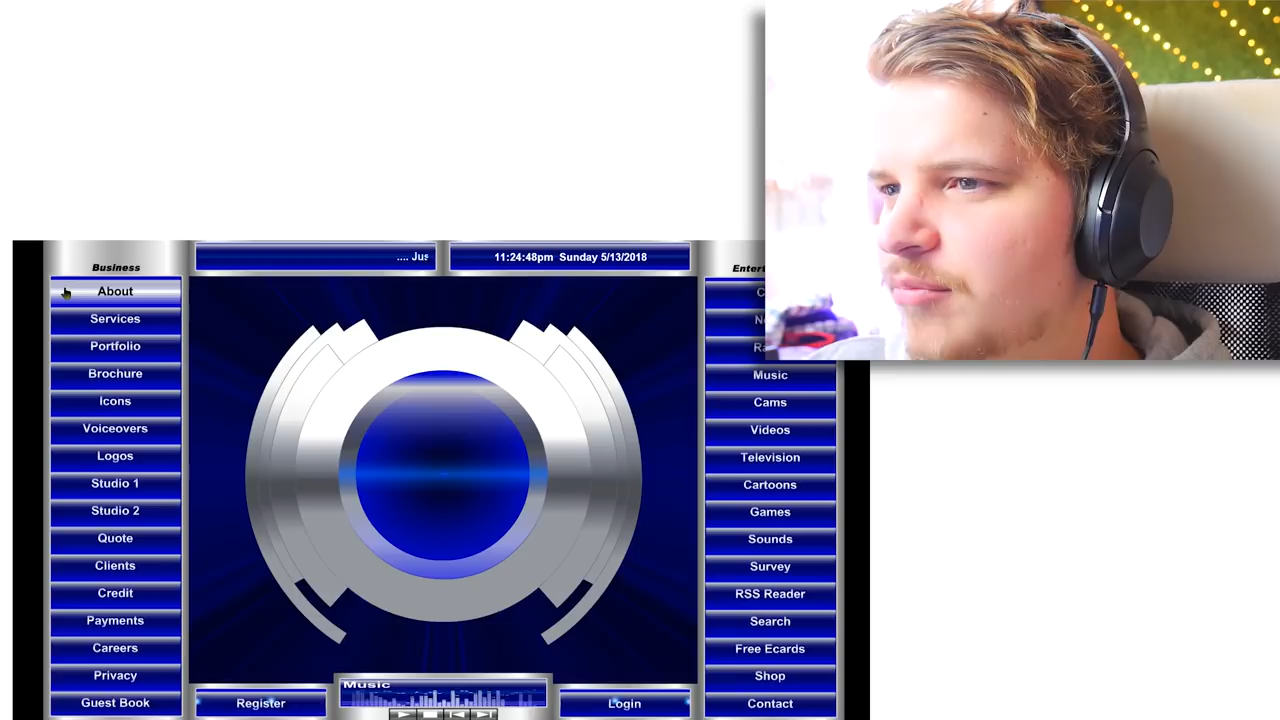 Business
.... Jus
11:24:48pm Sunday 5/13/2018
About
Services
Portfolio
Brochure
Icons
Voiceovers
Logos
Studio 1
Studio 2
Quote
Clients
Credit
Payments
Careers
Privacy
Guest Book
Register
Music
Login
Music
Cams
Videos
Television
Cartoons
Games
Sounds
Survey
RSS Reader
Search
Free Ecards
Shop
Contact